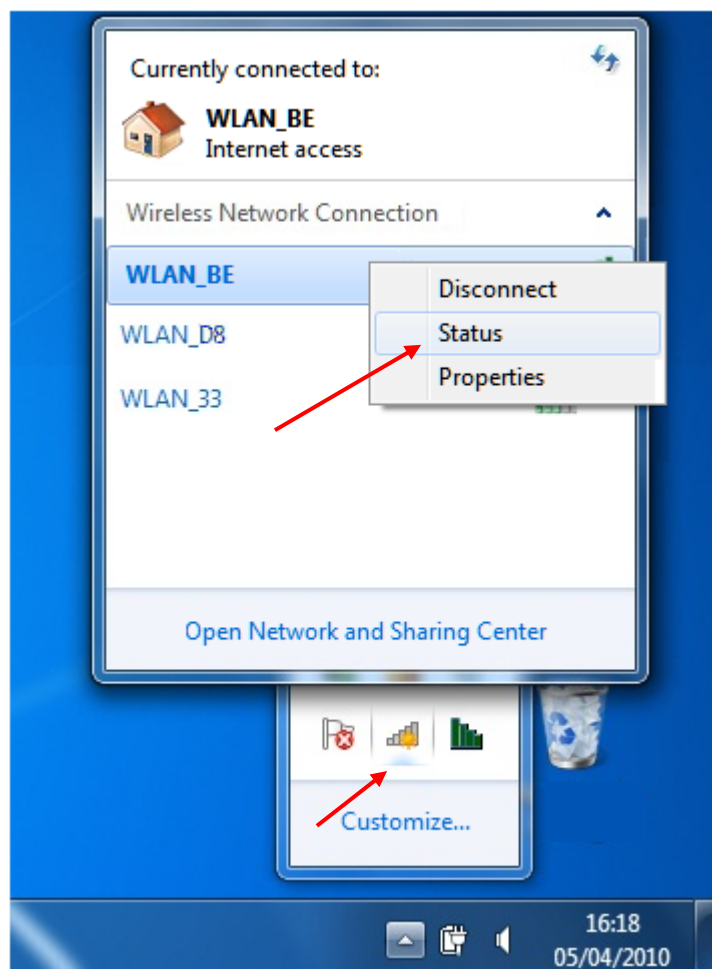 Currently connected to:
WLAN_BE
Internet access
Wireless Network Connection
WLAN_BE
Disconnect
WLAN_D8
Status
Properties
WLAN_33
Open Network and Sharing Center
Customize...
16:18
05/04/2010